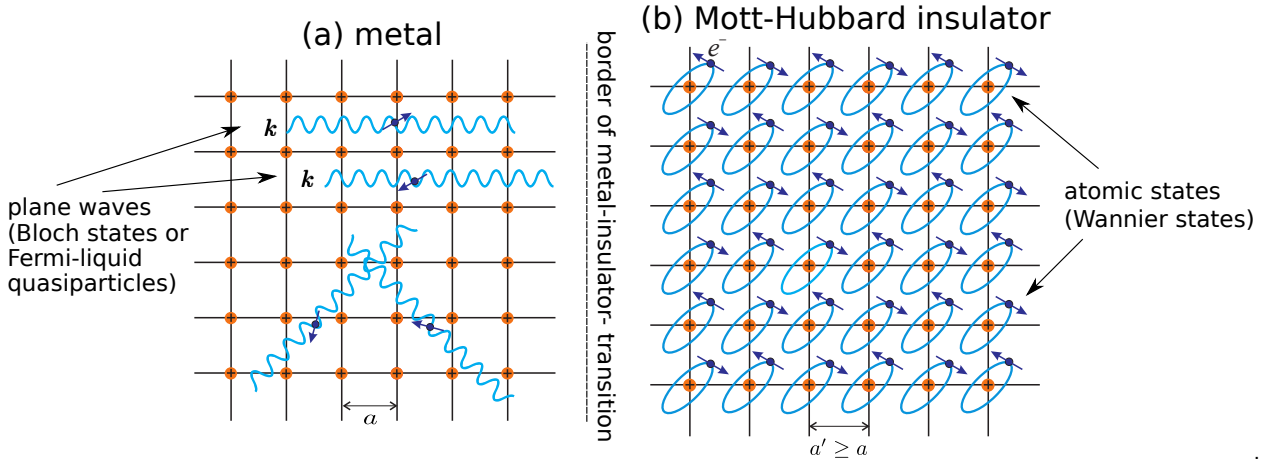 (a) metal
k
k
plane waves
(Bloch states or
Fermi-liquid
quasiparticles)
a
border of metal-insulator- transition
(b) Mott-Hubbard insulator
e⁻
atomic states
(Wannier states)
a′ ≥ a
.